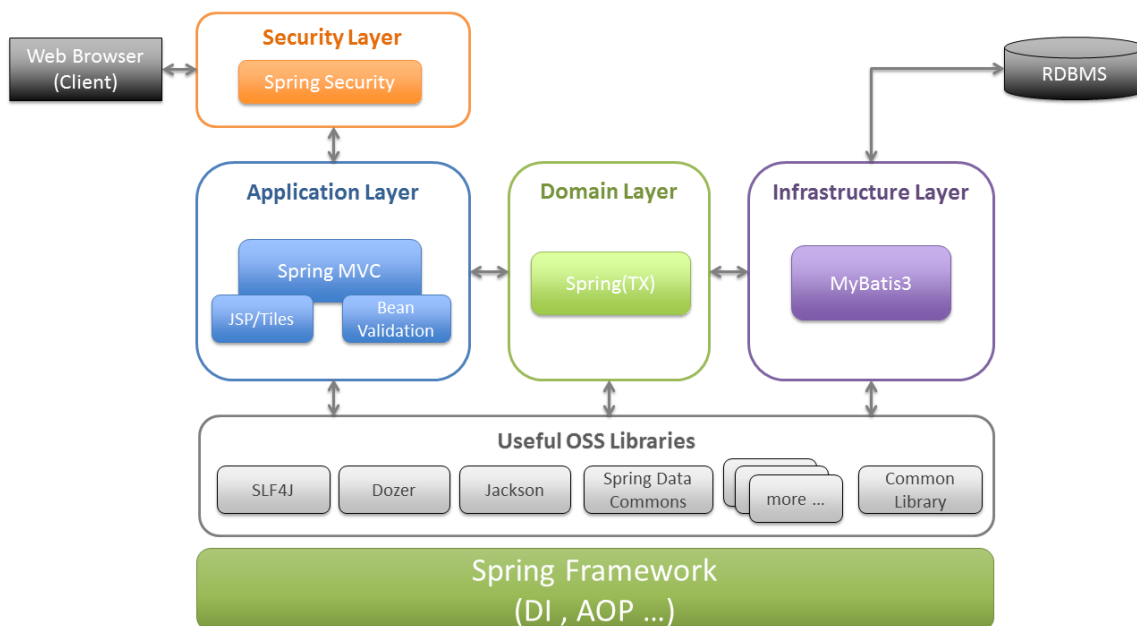 Web Browser
(Client)
Security Layer
Spring Security
RDBMS
Application Layer
Spring MVC
JSP/Tiles
Bean
Validation
Domain Layer
Spring(TX)
Infrastructure Layer
MyBatis3
Useful OSS Libraries
SLF4J
Dozer
Jackson
Spring Data
Commons
more ...
Common
Library
Spring Framework
(DI , AOP ...)